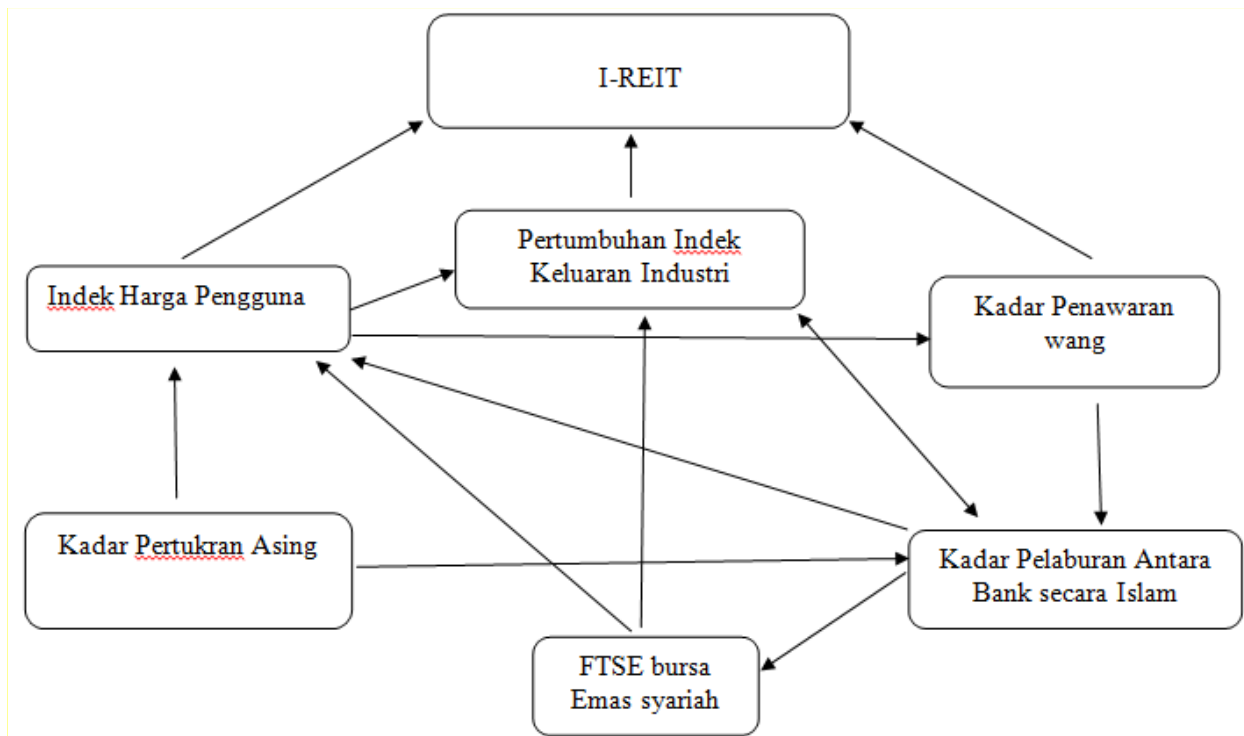 I-REIT
Pertumbuhan Indek
Keluaran Industri
Indek Harga Pengguna
Kadar Penawaran
wang
Kadar Pertukran Asing
Kadar Pelaburan Antara
Bank secara Islam
FTSE bursa
Emas syariah